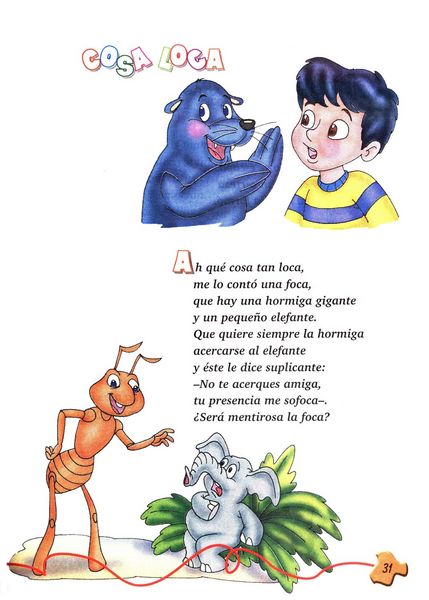 COSA LOCA
Ah qué cosa tan loca,
me lo contó una foca,
que hay una hormiga gigante
y un pequeño elefante.
Que quiere siempre la hormiga
acercarse al elefante
y éste le dice suplicante:
–No te acerques amiga,
tu presencia me sofoca–.
¿Será mentirosa la foca?
31